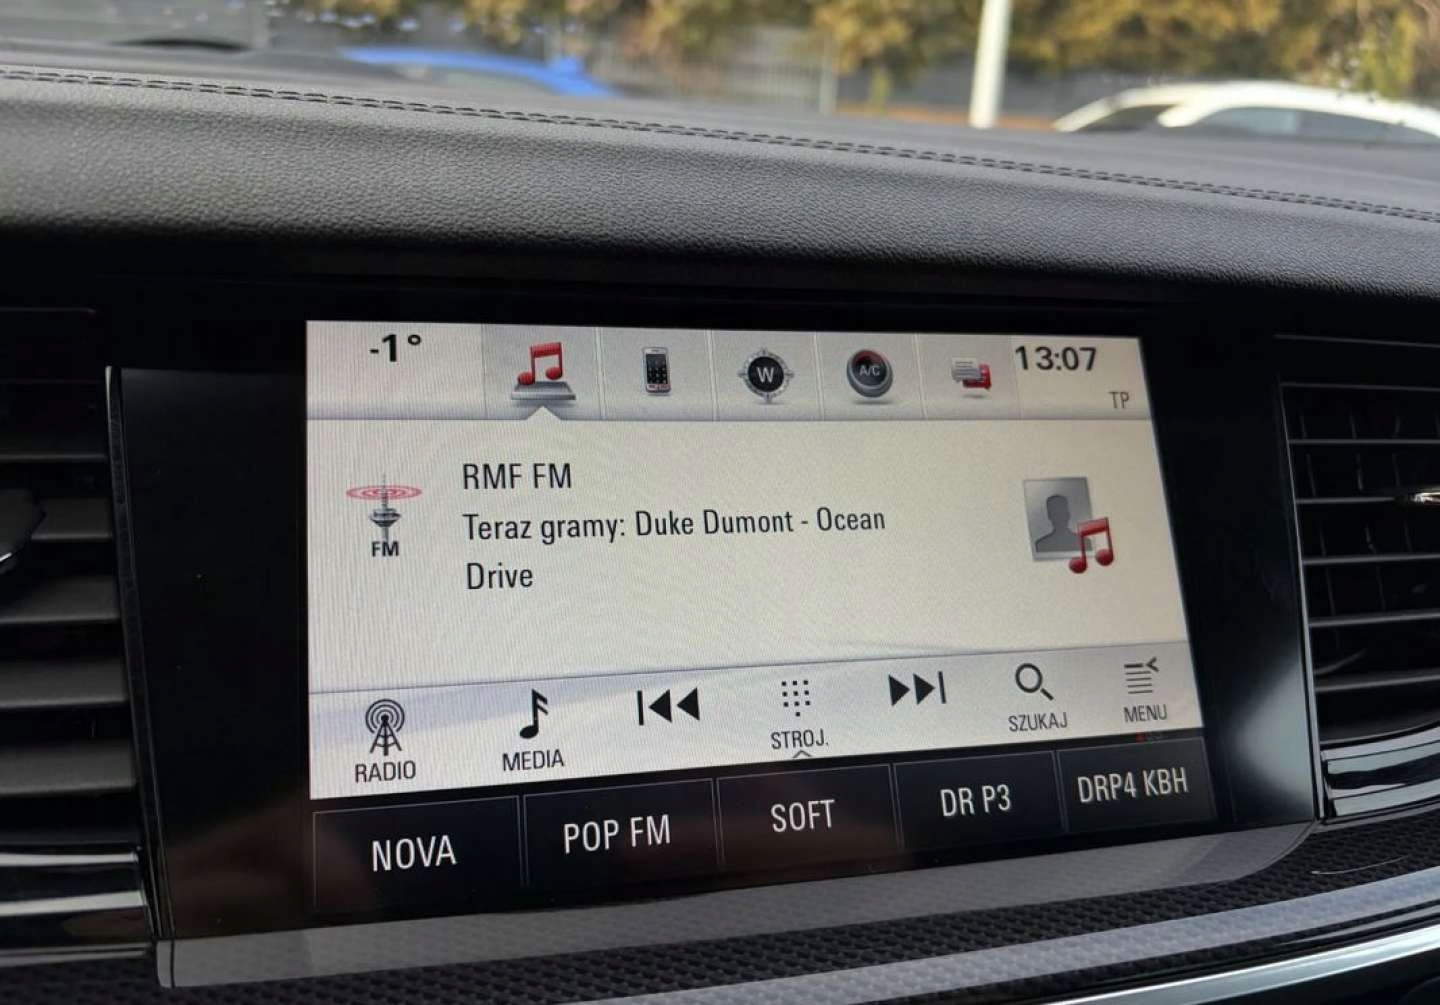 -1°
W
A/C
13:07
TP
FM
RMF FM
Teraz gramy: Duke Dumont - Ocean
Drive
RADIO
MEDIA
STROJ.
SZUKAJ
MENU
NOVA
POP FM
SOFT
DR P3
DRP4 KBH